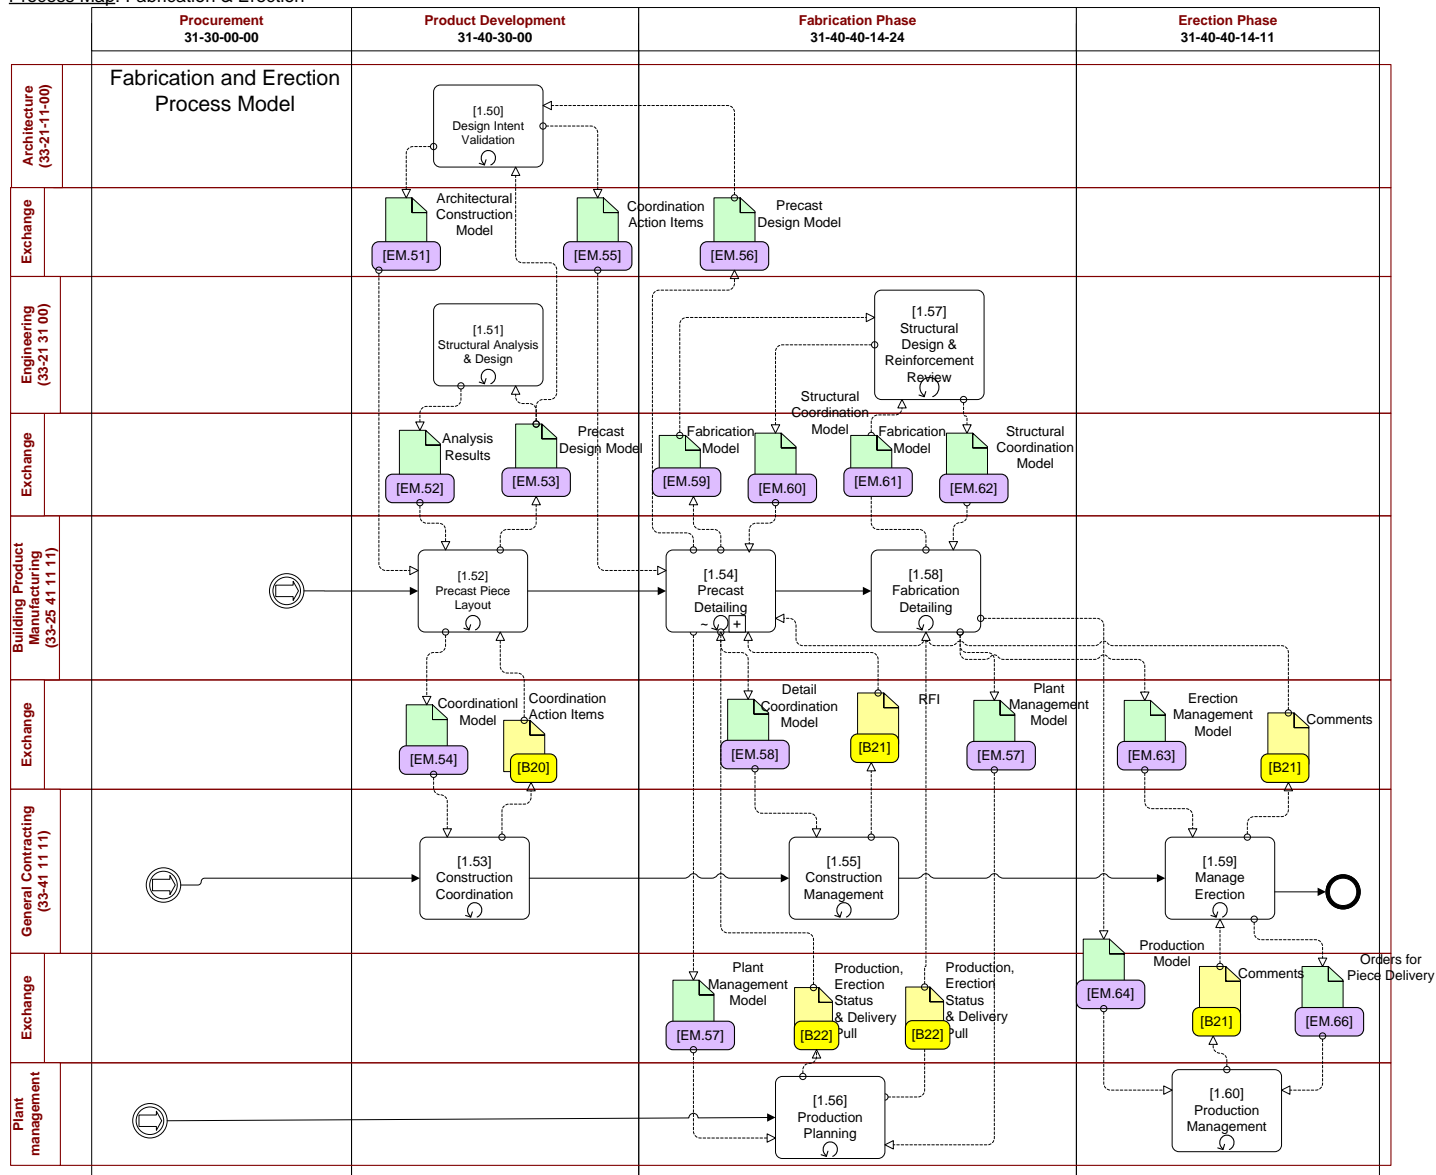 Process Map: Fabrication & Erection
Procurement
31-30-00-00
Product Development
31-40-30-00
Fabrication Phase
31-40-40-14-24
Erection Phase
31-40-40-14-11
Fabrication and Erection
Process Model
Architecture
(33-21-11-00)
[1.50]
Design Intent
Validation
Exchange
Architectural
Construction
Model
[EM.51]
Coordination
Action Items
[EM.55]
Precast
Design Model
[EM.56]
Engineering
(33-21 31 00)
[1.51]
Structural Analysis
& Design
[1.57]
Structural
Design &
Reinforcement
Review
Exchange
Analysis
Results
[EM.52]
Precast
Design Model
[EM.53]
Fabrication
Model
[EM.59]
Structural
Coordination
Model
[EM.60]
Fabrication
Model
[EM.61]
Structural
Coordination
Model
[EM.62]
Building Product
Manufacturing
(33-25 41 11 11)
[1.52]
Precast Piece
Layout
[1.54]
Precast
Detailing
~
+
[1.58]
Fabrication
Detailing
Exchange
Coordinationl
Model
[EM.54]
Coordination
Action Items
[B20]
Detail
Coordination
Model
[EM.58]
RFI
[B21]
Plant
Management
Model
[EM.57]
Erection
Management
Model
[EM.63]
Comments
[B21]
General Contracting
(33-41 11 11)
[1.53]
Construction
Coordination
[1.55]
Construction
Management
[1.59]
Manage
Erection
Exchange
Plant
Management
Model
[EM.57]
Production,
Erection
Status
& Delivery
Pull
[B22]
Production,
Erection
Status
& Delivery
Pull
[B22]
Production
Model
[EM.64]
Comments
[B21]
Orders for
Piece Delivery
[EM.66]
Plant
management
[1.56]
Production
Planning
[1.60]
Production
Management